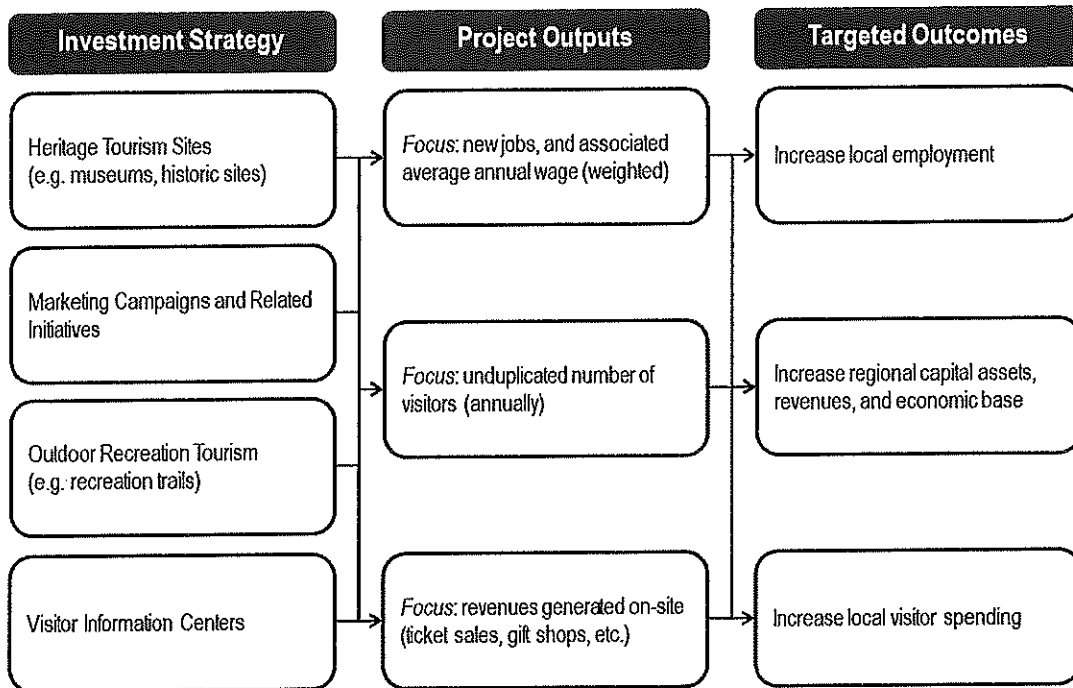 Investment Strategy
Project Outputs
Targeted Outcomes
Heritage Tourism Sites
(e.g. museums, historic sites)
Marketing Campaigns and Related
Initiatives
Outdoor Recreation Tourism
(e.g. recreation trails)
Visitor Information Centers
Focus: new jobs, and associated
average annual wage (weighted)
Focus: unduplicated number of
visitors (annually)
Focus: revenues generated on-site
(ticket sales, gift shops, etc.)
Increase local employment
Increase regional capital assets,
revenues, and economic base
Increase local visitor spending